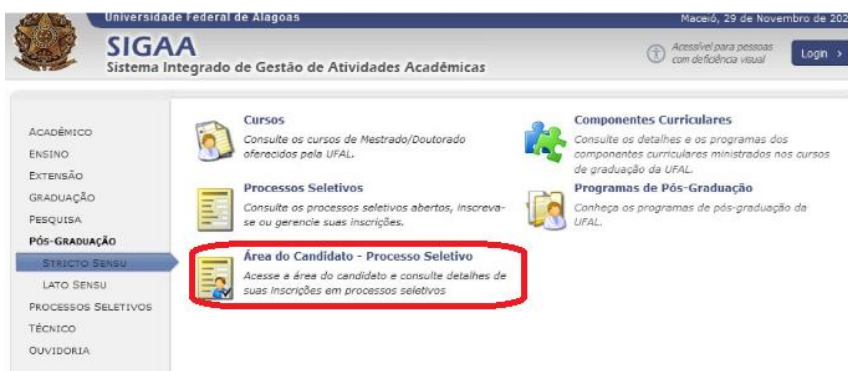 Universidade Federal de Alagoas
Maceió, 29 de Novembro de 202
SIGAA
Sistema Integrado de Gestão de Atividades Acadêmicas
Acessível para pessoas
com deficiência visual
Login >
ACADÊMICO
ENSINO
EXTENSÃO
GRADUAÇÃO
PESQUISA
PÓS-GRADUAÇÃO
STRICTO SENSU
LATO SENSU
PROCESSOS SELETIVOS
TÉCNICO
OUVIDORIA
Cursos
Consulte os cursos de Mestrado/Doutorado
oferecidos pela UFAL.
Processos Seletivos
Consulte os processos seletivos abertos, inscreva-
se ou gerencie suas inscrições.
Área do Candidato - Processo Seletivo
Acesse a área do candidato e consulte detalhes de
suas inscrições em processos seletivos
Componentes Curriculares
Consulte os detalhes e os programas dos
componentes curriculares ministrados nos cursos
de graduação da UFAL.
Programas de Pós-Graduação
Conheça os programas de pós-graduação da
UFAL.